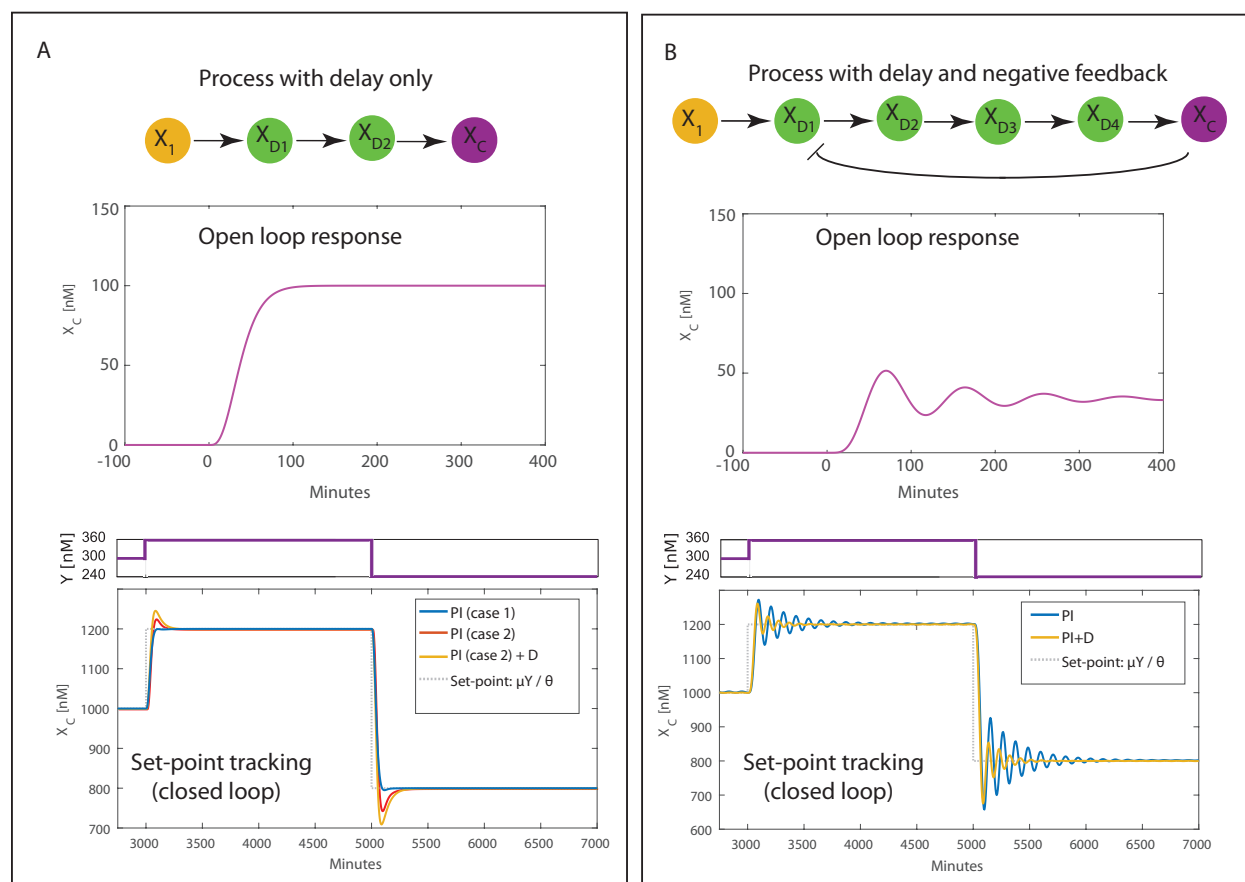 A
Process with delay only
X1 XD1 XD2 XC
150
100
50
0
XC [nM]
Open loop response
-100 0 100 200 300 400
Minutes
360
300
240
Y [nM]
1200
1100
1000
900
800
700
XC [nM]
PI (case 1)
PI (case 2)
PI (case 2) + D
Set-point: µY / θ
Set-point tracking
(closed loop)
3000 3500 4000 4500 5000 5500 6000 6500 7000
Minutes
B
Process with delay and negative feedback
X1 XD1 XD2 XD3 XD4 XC
150
100
50
0
XC [nM]
Open loop response
-100 0 100 200 300 400
Minutes
360
300
240
Y [nM]
1200
1100
1000
900
800
700
600
XC [nM]
PI
PI+D
Set-point: µY / θ
Set-point tracking
(closed loop)
3000 3500 4000 4500 5000 5500 6000 6500 7000
Minutes